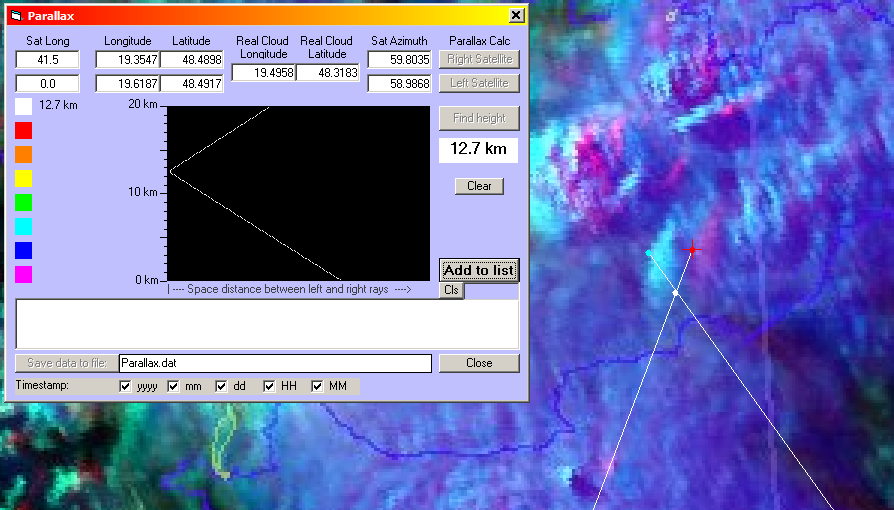 Parallax
Sat Long Longitude Latitude Real Cloud Longitude Real Cloud Latitude Sat Azimuth Parallax Calc
41.5 19.3547 48.4898 19.4958 48.3183 59.8035 Right Satellite
0.0 19.6187 48.4917 58.9868 Left Satellite
12.7 km
20 km
Find height
12.7 km
10 km
Clear
0 km
Add to list
|---- Space distance between left and right rays ---->
Cls
Save data to file: Parallax.dat Close
Timestamp: yyyy mm dd HH MM